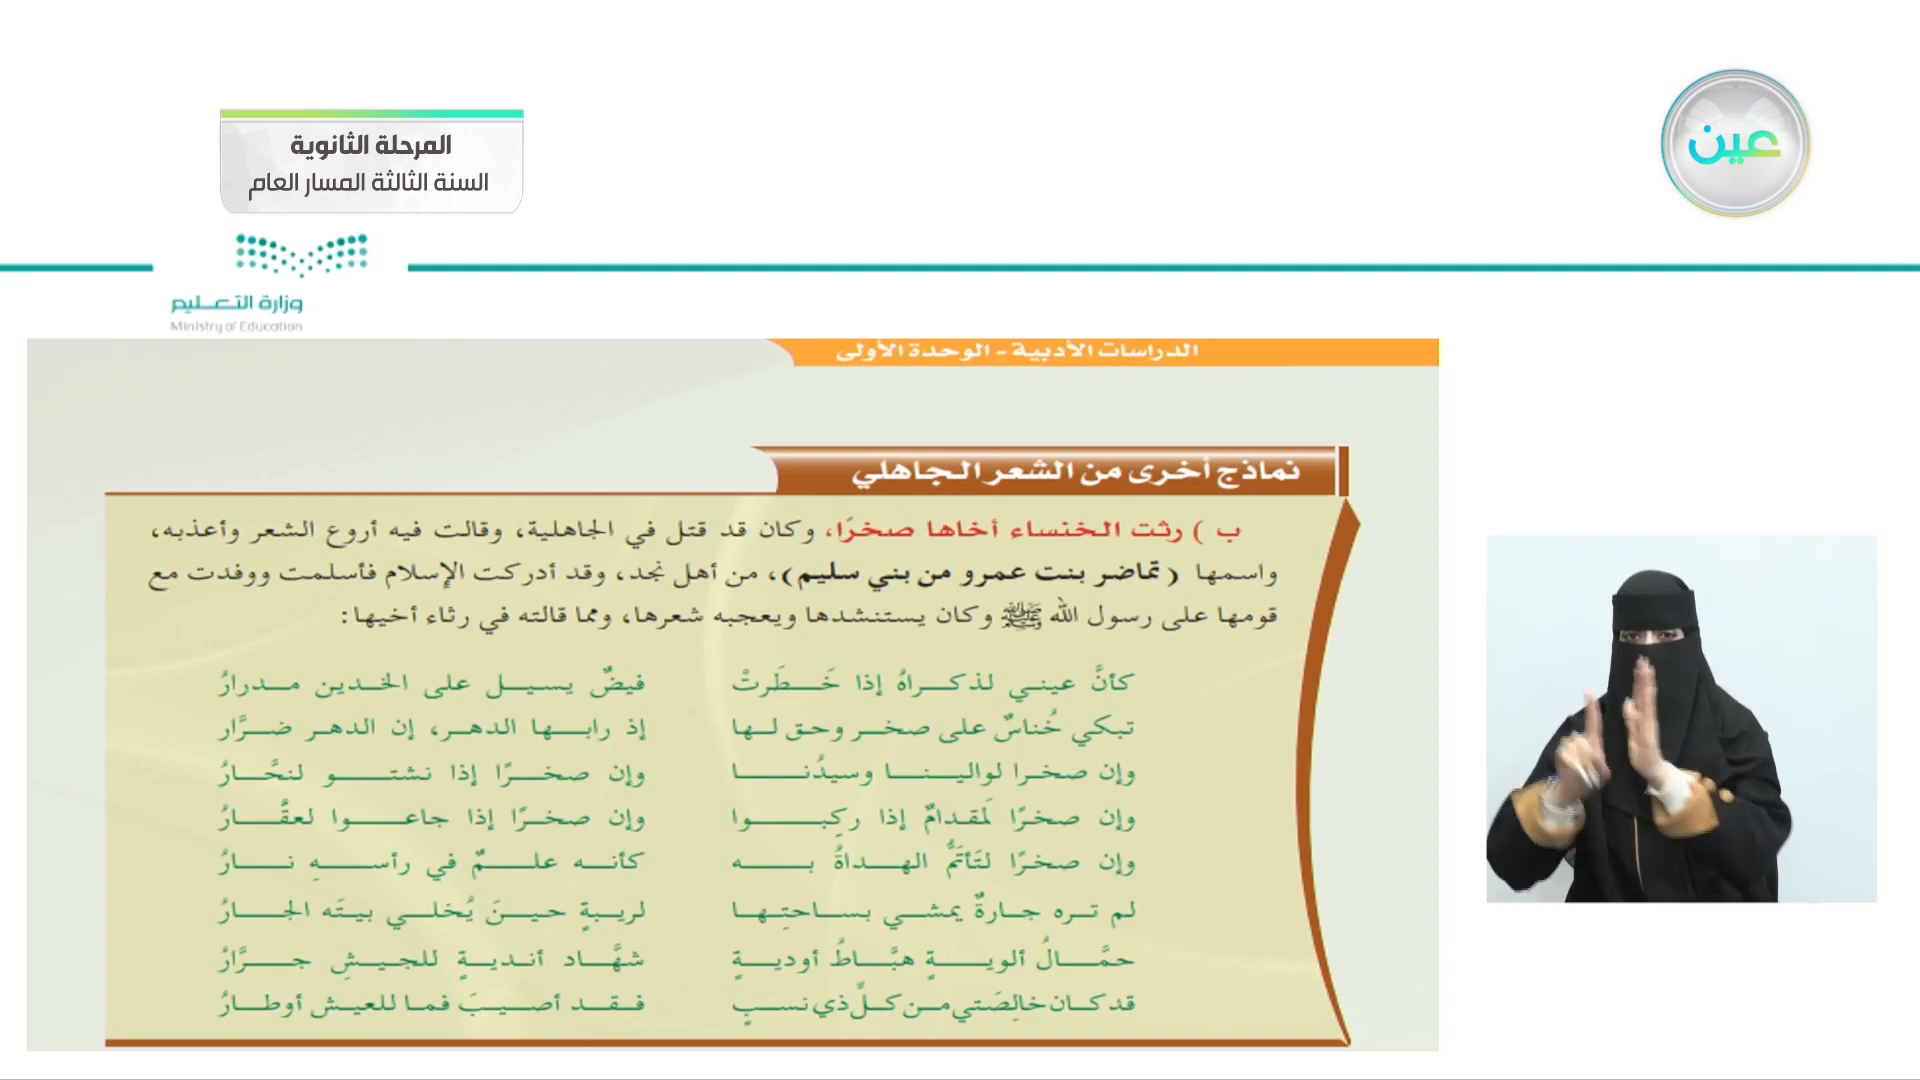 عين
المرحلة الثانوية
السنة الثالثة المسار العام
وزارة التعـليم
Ministry of Education
الدراسات الأدبية - الوحدة الأولى
نماذج أخرى من الشعر الجاهلي
ب ) رثت الخنساء أخاها صخرًا، وكان قد قتل في الجاهلية، وقالت فيه أروع الشعر وأعذبه،
واسمها ( تماضر بنت عمرو من بني سليم)، من أهل نجد، وقد أدركت الإسلام فأسلمت ووفدت مع
قومها على رسول الله ﷺ وكان يستنشدها ويعجبه شعرها، ومما قالته في رثاء أخيها:
كأنَّ عيني لذكراهُ إذا خَطَرتْ فيضٌ يسيل على الخدين مدرارُ
تبكي خُناسٌ على صخر وحق لها إذ رابها الدهر، إن الدهر ضرَّار
وإن صخرا لوالينا وسيدُنا وإن صخرًا إذا نشتو لنحَّارُ
وإن صخرًا لَمقدامٌ إذا ركِبوا وإن صخرًا إذا جاعوا لعقَّارُ
وإن صخرًا لتَأتَمُّ الهداةُ به كأنه علمٌ في رأسهِ نارُ
لم تره جارةٌ يمشي بساحتِها لريبةٍ حينَ يُخلي بيتَه الجارُ
حمَّالُ ألويةٍ هبَّاطُ أوديةٍ شهَّاد أنديةٍ للجيشِ جرَّارُ
قد كان خالِصَتي من كلِّ ذي نسبٍ فقد أصيبَ فما للعيش أوطارُ